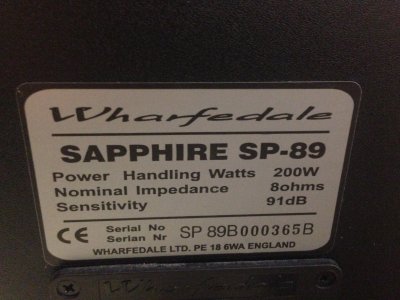 Wharfedale
SAPPHIRE SP-89
Power Handling Watts 200W
Nominal Impedance 8ohms
Sensitivity 91dB
CE Serial No
Serian Nr SP 89B000365B
WHARFEDALE LTD. PE 18 6WA ENGLAND